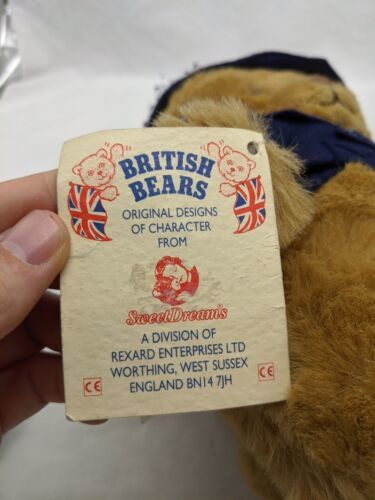 BRITISH
BEARS
ORIGINAL DESIGNS
OF CHARACTER
FROM
SweetDream's
A DIVISION OF
REXARD ENTERPRISES LTD
WORTHING, WEST SUSSEX
CE ENGLAND BN14 7JH CE